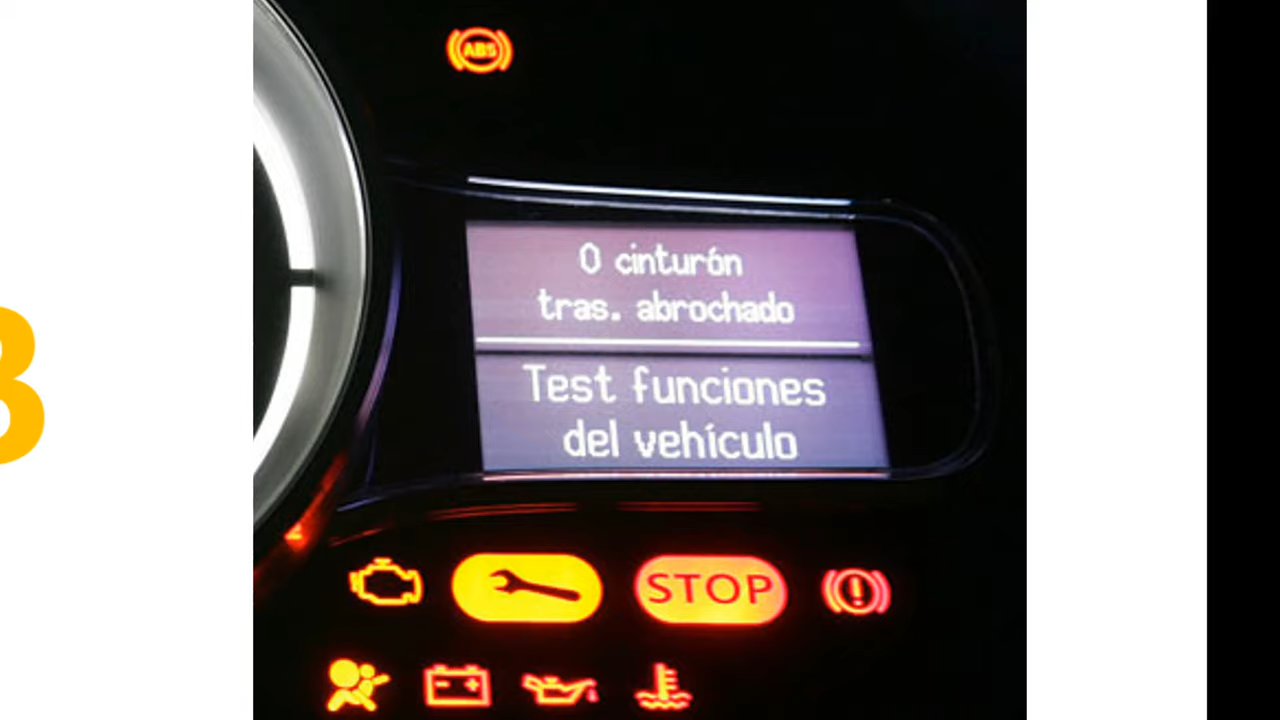 ABS
0 cinturón
tras. abrochado
Test funciones
del vehículo
STOP